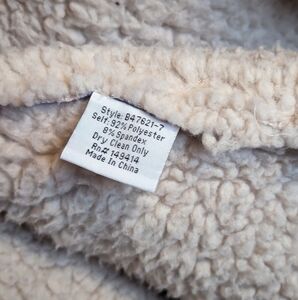 Style: B47621-7
Self: 92% Polyester
8% Spandex
Dry Clean Only
Rn# 149414
Made In China